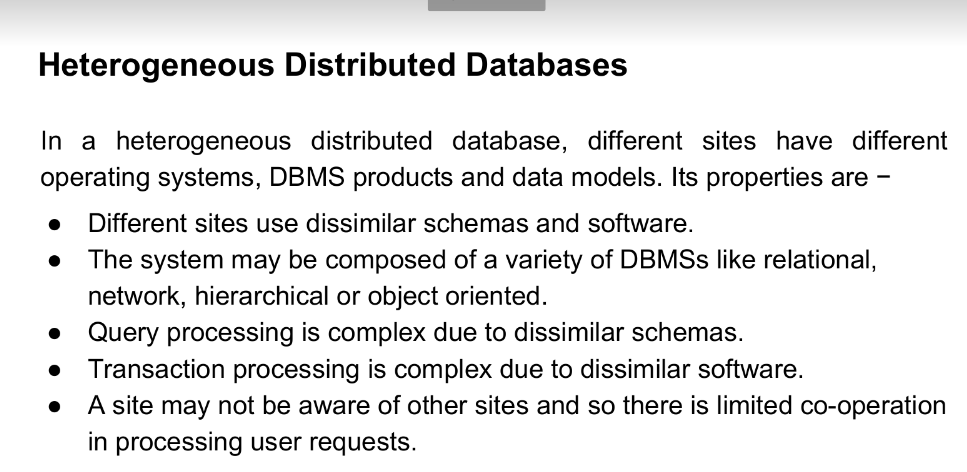 Heterogeneous Distributed Databases
In a heterogeneous distributed database, different sites have different
operating systems, DBMS products and data models. Its properties are −
● Different sites use dissimilar schemas and software.
● The system may be composed of a variety of DBMSs like relational,
network, hierarchical or object oriented.
● Query processing is complex due to dissimilar schemas.
● Transaction processing is complex due to dissimilar software.
● A site may not be aware of other sites and so there is limited co-operation
in processing user requests.